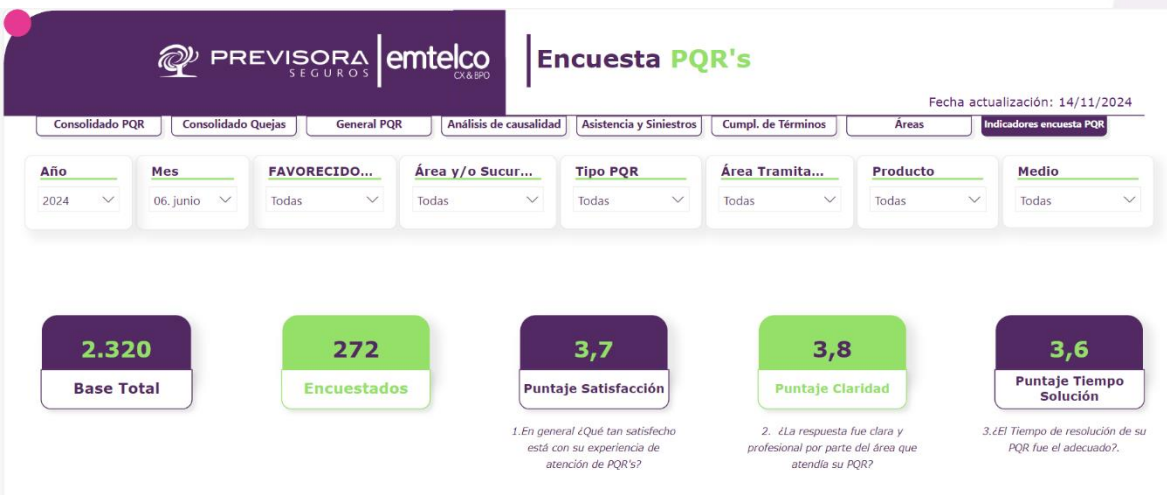 PREVISORA
SEGUROS
emtelco
CX & BPO
Encuesta PQR's
Fecha actualización: 14/11/2024
Consolidado PQR
Consolidado Quejas
General PQR
Análisis de causalidad
Asistencia y Siniestros
Cumpl. de Términos
Áreas
Indicadores encuesta PQR
Año
Mes
FAVORECIDO...
Área y/o Sucur...
Tipo PQR
Área Tramita...
Producto
Medio
2024
06. junio
Todas
Todas
Todas
Todas
Todas
Todas
2.320
Base Total
272
Encuestados
3,7
Puntaje Satisfacción
1.En general ¿Qué tan satisfecho
está con su experiencia de
atención de PQR's?
3,8
Puntaje Claridad
2. ¿La respuesta fue clara y
profesional por parte del área que
atendía su PQR?
3,6
Puntaje Tiempo
Solución
3.¿El Tiempo de resolución de su
PQR fue el adecuado?.